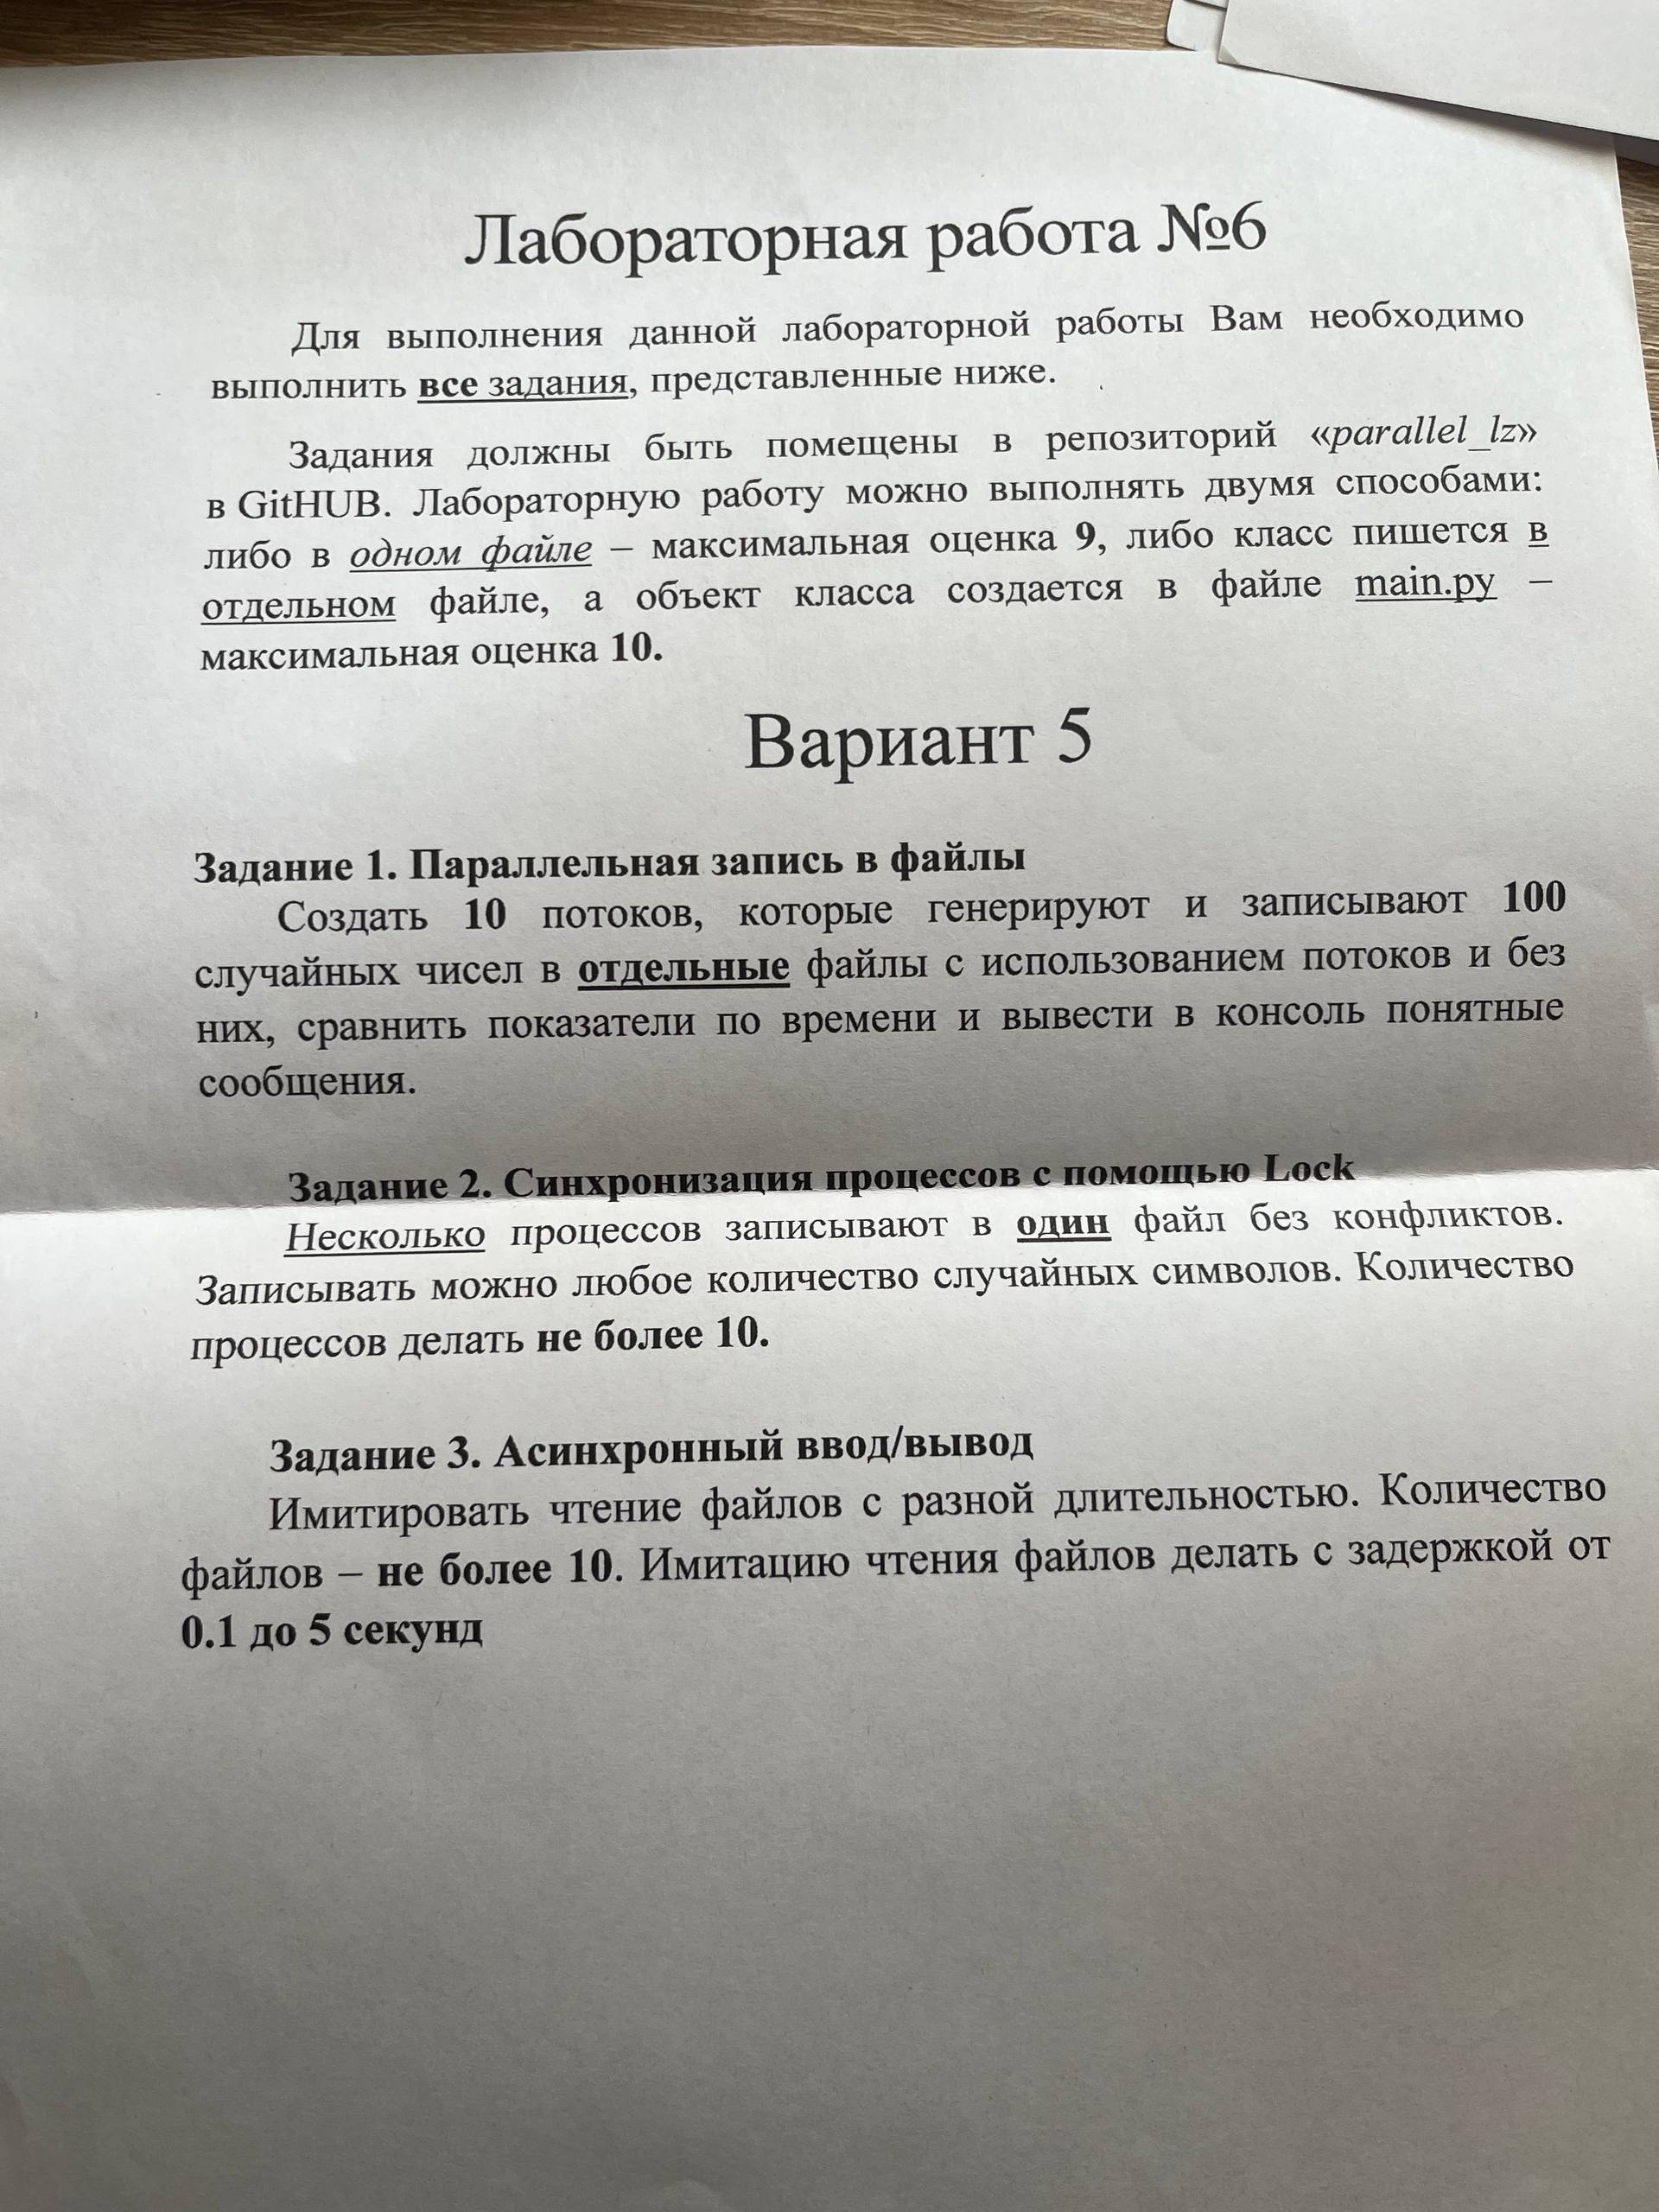 Лабораторная работа №6
Для выполнения данной лабораторной работы Вам необходимо
выполнить все задания, представленные ниже.
Задания должны быть помещены в репозиторий «parallel_lz»
в GitHUB. Лабораторную работу можно выполнять двумя способами:
либо в одном файле – максимальная оценка 9, либо класс пишется в
отдельном файле, а объект класса создается в файле main.py –
максимальная оценка 10.
Вариант 5
Задание 1. Параллельная запись в файлы
Создать 10 потоков, которые генерируют и записывают 100
случайных чисел в отдельные файлы с использованием потоков и без
них, сравнить показатели по времени и вывести в консоль понятные
сообщения.
Задание 2. Синхронизация процессов с помощью Lock
Несколько процессов записывают в один файл без конфликтов.
Записывать можно любое количество случайных символов. Количество
процессов делать не более 10.
Задание 3. Асинхронный ввод/вывод
Имитировать чтение файлов с разной длительностью. Количество
файлов – не более 10. Имитацию чтения файлов делать с задержкой от
0.1 до 5 секунд